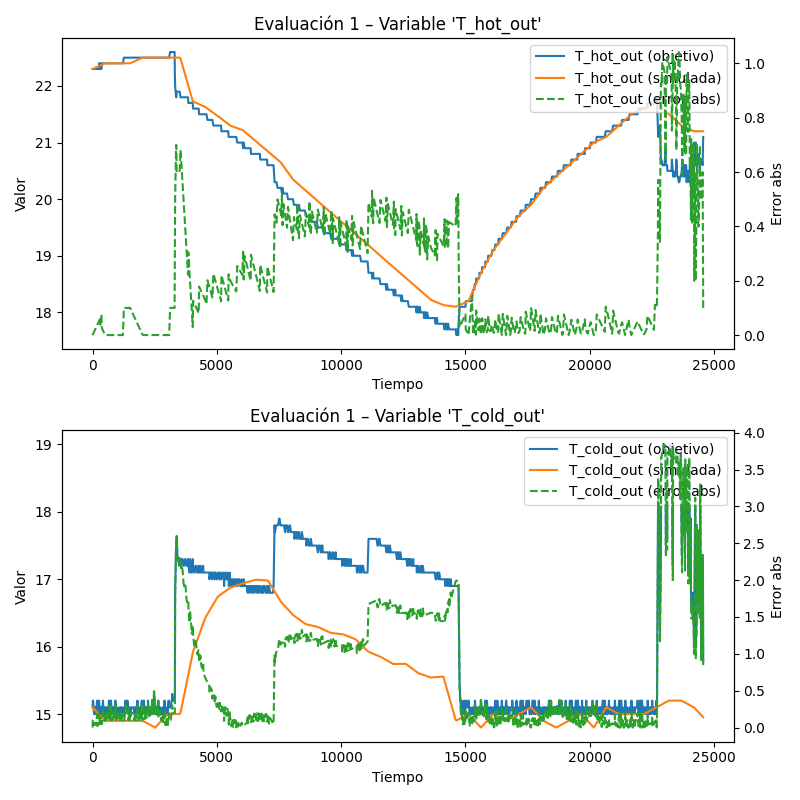 Evaluación 1 – Variable 'T_hot_out'
T_hot_out (objetivo)
T_hot_out (simulada)
T_hot_out (error abs)
Valor
22
21
20
19
18
1.0
0.8
0.6
0.4
0.2
0.0
Error abs
0
5000
10000
15000
20000
25000
Tiempo
Evaluación 1 – Variable 'T_cold_out'
T_cold_out (objetivo)
T_cold_out (simulada)
T_cold_out (error abs)
Valor
19
18
17
16
15
4.0
3.5
3.0
2.5
2.0
1.5
1.0
0.5
0.0
Error abs
0
5000
10000
15000
20000
25000
Tiempo